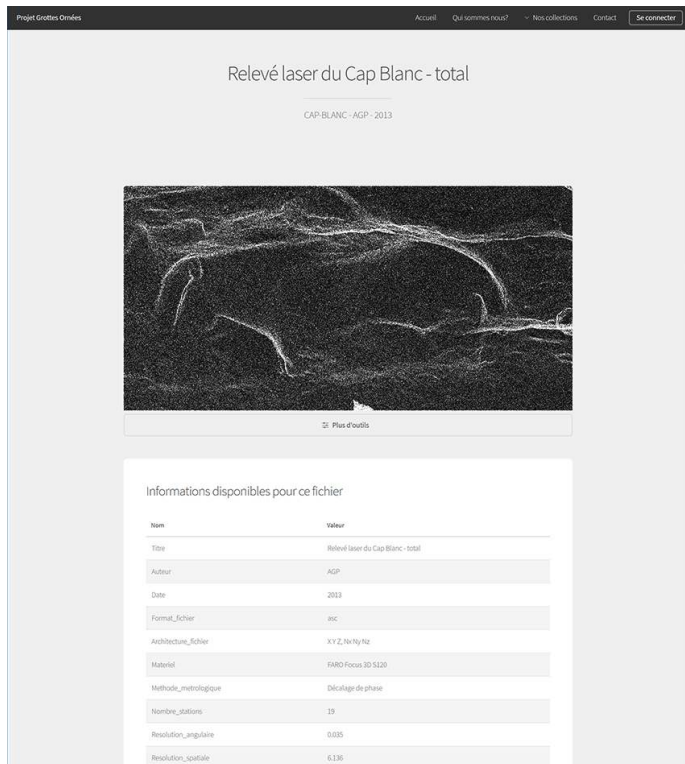 Projet Grottes Ornées Accueil Qui sommes nous? Nos collections Contact Se connecter
Relevé laser du Cap Blanc - total
CAP-BLANC - AGP - 2013
Plus d'outils
Informations disponibles pour ce fichier
Nom Valeur
Titre Relevé laser du Cap Blanc - total
Auteur AGP
Date 2013
Format_fichier asc
Architecture_fichier X Y Z, Nx Ny Nz
Materiel FARO Focus 3D S120
Methode_metrologique Décalage de phase
Nombre_stations 19
Resolution_angulaire 0.035
Resolution_spatiale 6.136